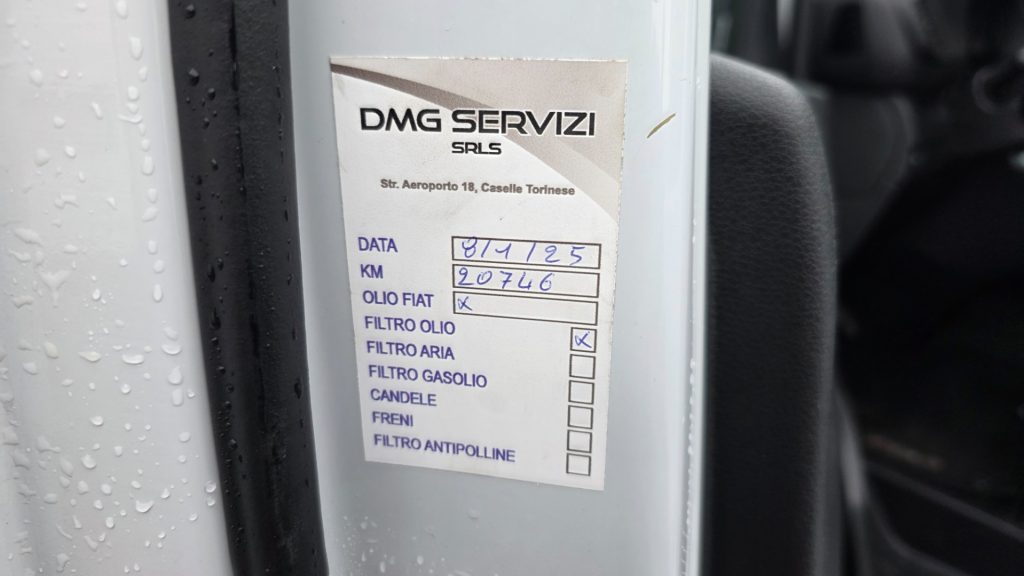 DMG SERVIZI
SRLS
Str. Aeroporto 18, Caselle Torinese
DATA 8/1/25
KM 20746
OLIO FIAT x
FILTRO OLIO x
FILTRO ARIA
FILTRO GASOLIO
CANDELE
FRENI
FILTRO ANTIPOLLINE